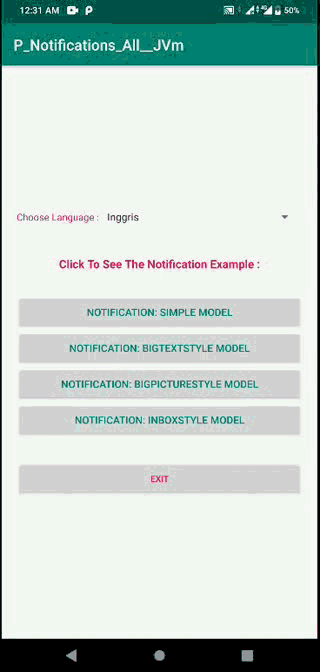 12:31 AM
4G
50%
P_Notifications_All__JVm
Choose Language : Inggris
Click To See The Notification Example :
NOTIFICATION: SIMPLE MODEL
NOTIFICATION: BIGTEXTSTYLE MODEL
NOTIFICATION: BIGPICTURESTYLE MODEL
NOTIFICATION: INBOXSTYLE MODEL
EXIT